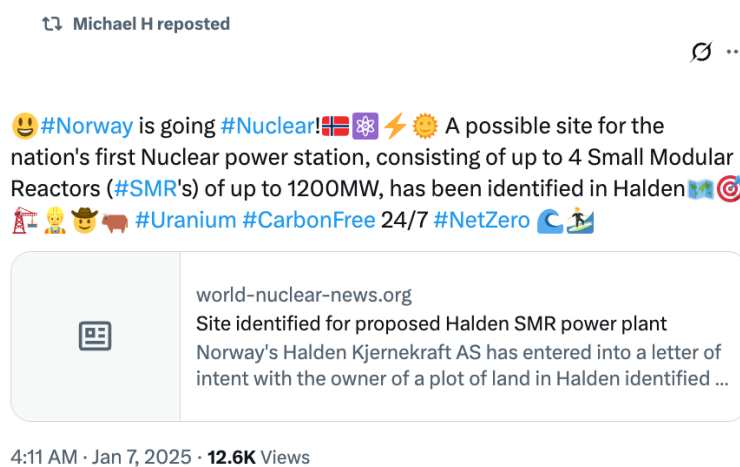 Michael H reposted
😃#Norway is going #Nuclear!🇳🇴⚛️⚡🌞 A possible site for the
nation's first Nuclear power station, consisting of up to 4 Small Modular
Reactors (#SMR's) of up to 1200MW, has been identified in Halden🗺️🎯
🏗️👷🤠🐂 #Uranium #CarbonFree 24/7 #NetZero 🌊🏄
world-nuclear-news.org
Site identified for proposed Halden SMR power plant
Norway's Halden Kjernekraft AS has entered into a letter of
intent with the owner of a plot of land in Halden identified ...
4:11 AM · Jan 7, 2025 · 12.6K Views